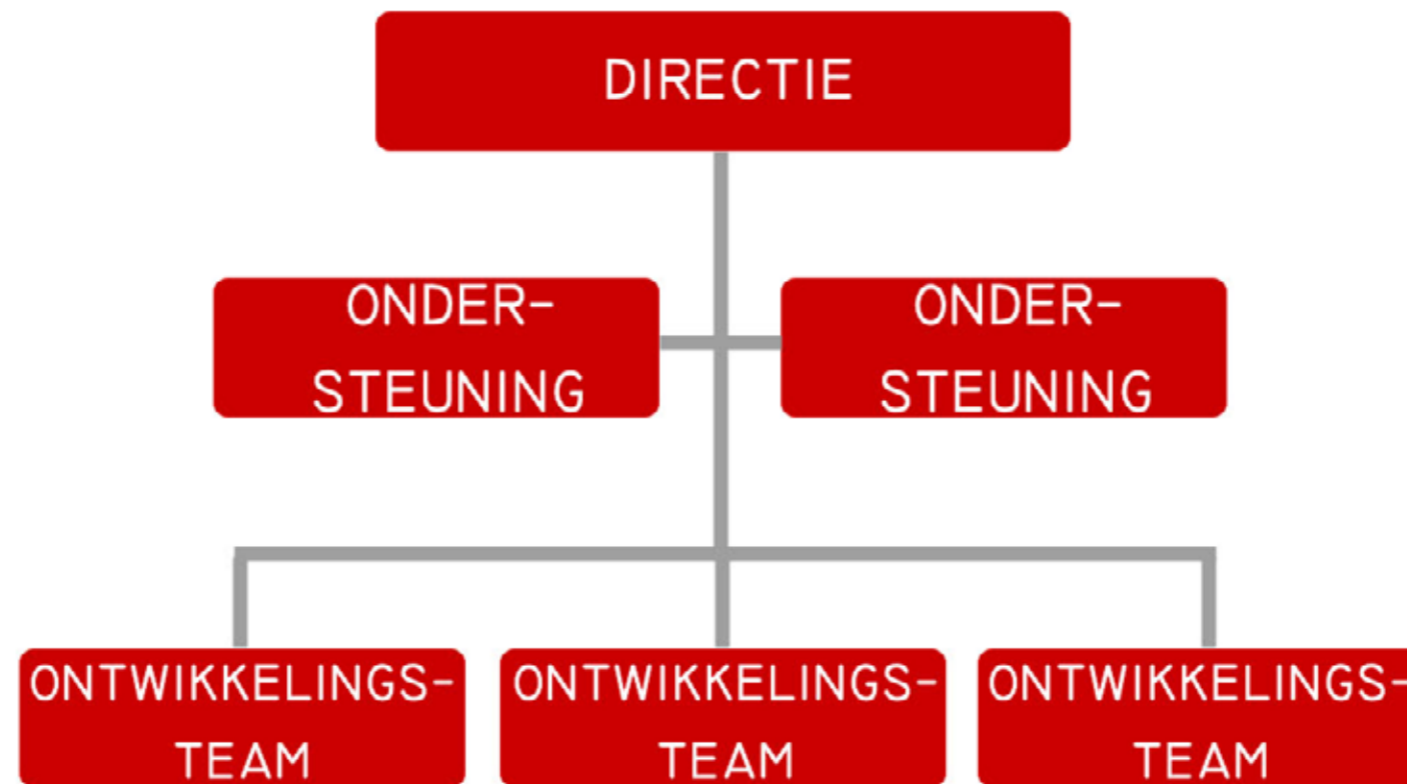 DIRECTIE
ONDER-
STEUNING
ONDER-
STEUNING
ONTWIKKELINGS-
TEAM
ONTWIKKELINGS-
TEAM
ONTWIKKELINGS-
TEAM